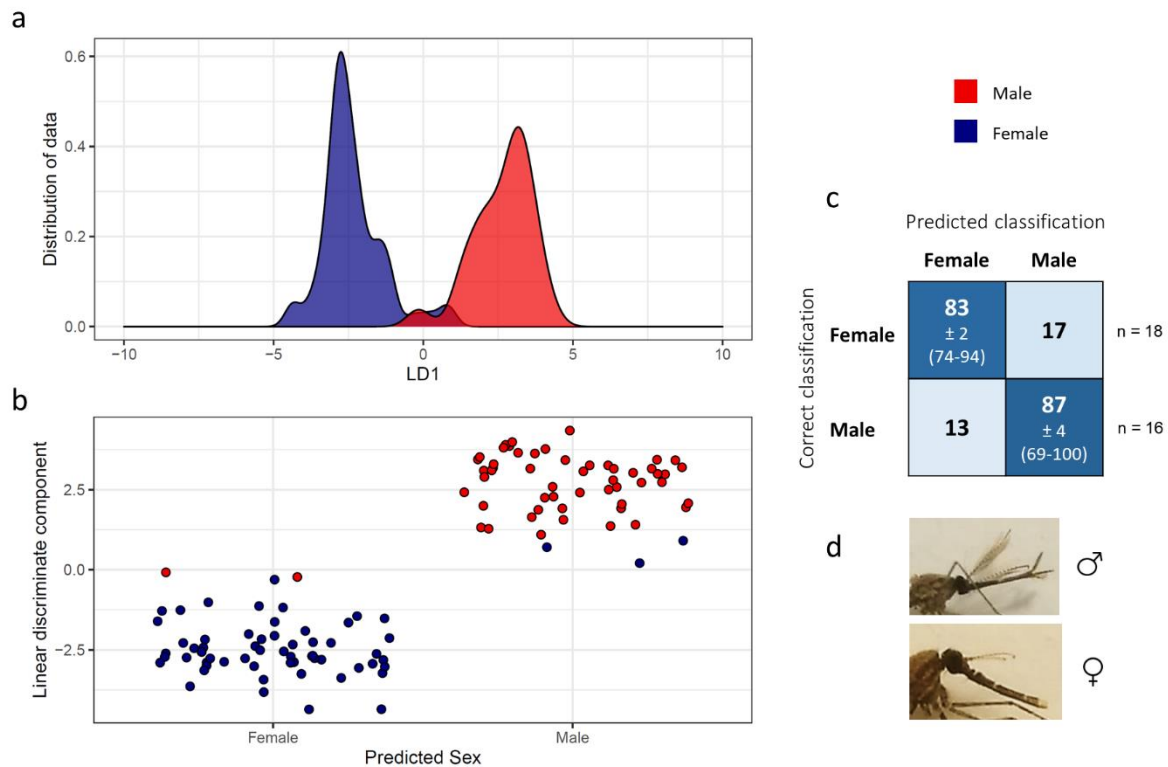 a
0.6
0.4
0.2
0.0
Distribution of data
−10
−5
0
5
10
LD1
b
2.5
0.0
−2.5
Linear discriminate component
Female
Male
Predicted Sex
Male
Female
c
Predicted classification
Female
Male
Correct classification
Female
83
± 2
(74-94)
17
n = 18
Male
13
87
± 4
(69-100)
n = 16
d
♂
♀